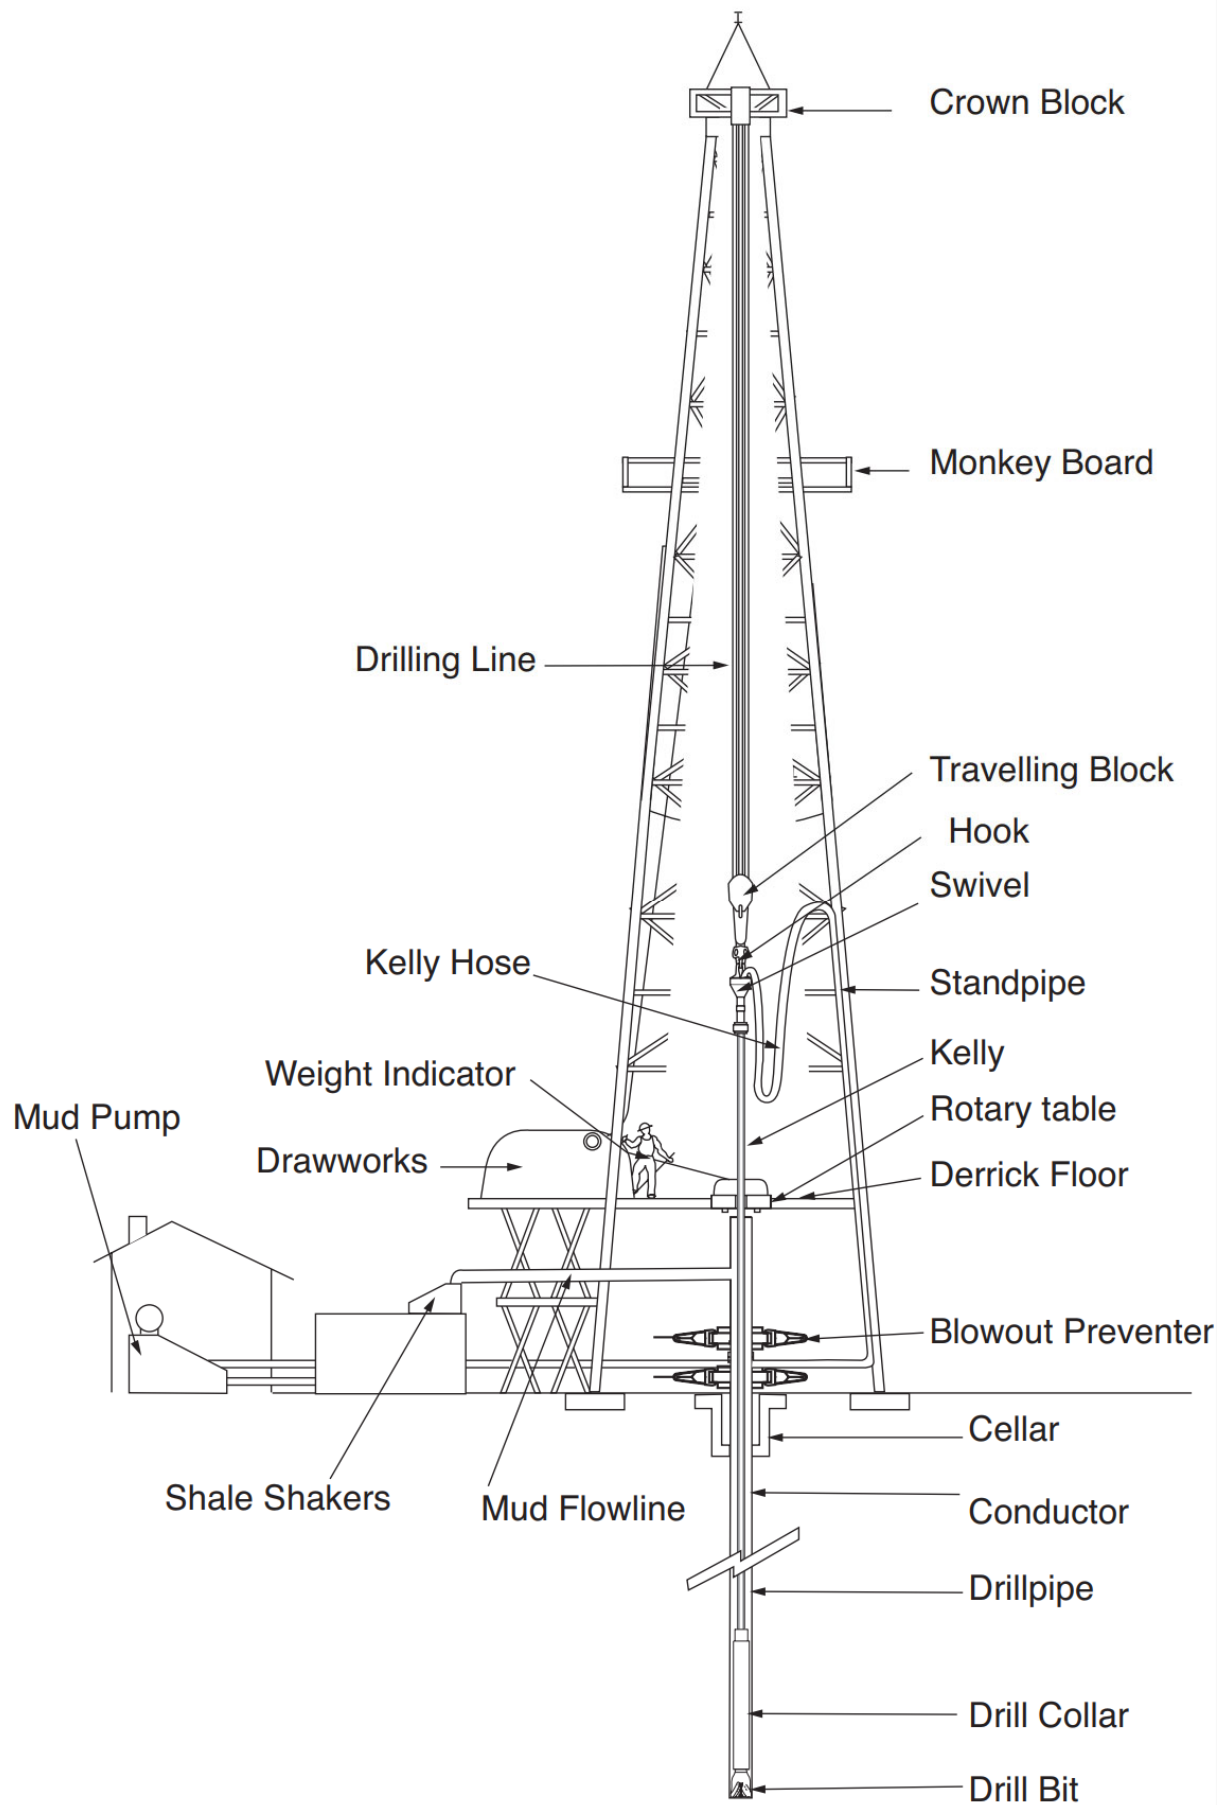 Crown Block
Monkey Board
Drilling Line
Travelling Block
Hook
Swivel
Kelly Hose
Standpipe
Kelly
Weight Indicator
Rotary table
Mud Pump
Drawworks
Derrick Floor
Blowout Preventer
Cellar
Shale Shakers
Mud Flowline
Conductor
Drillpipe
Drill Collar
Drill Bit